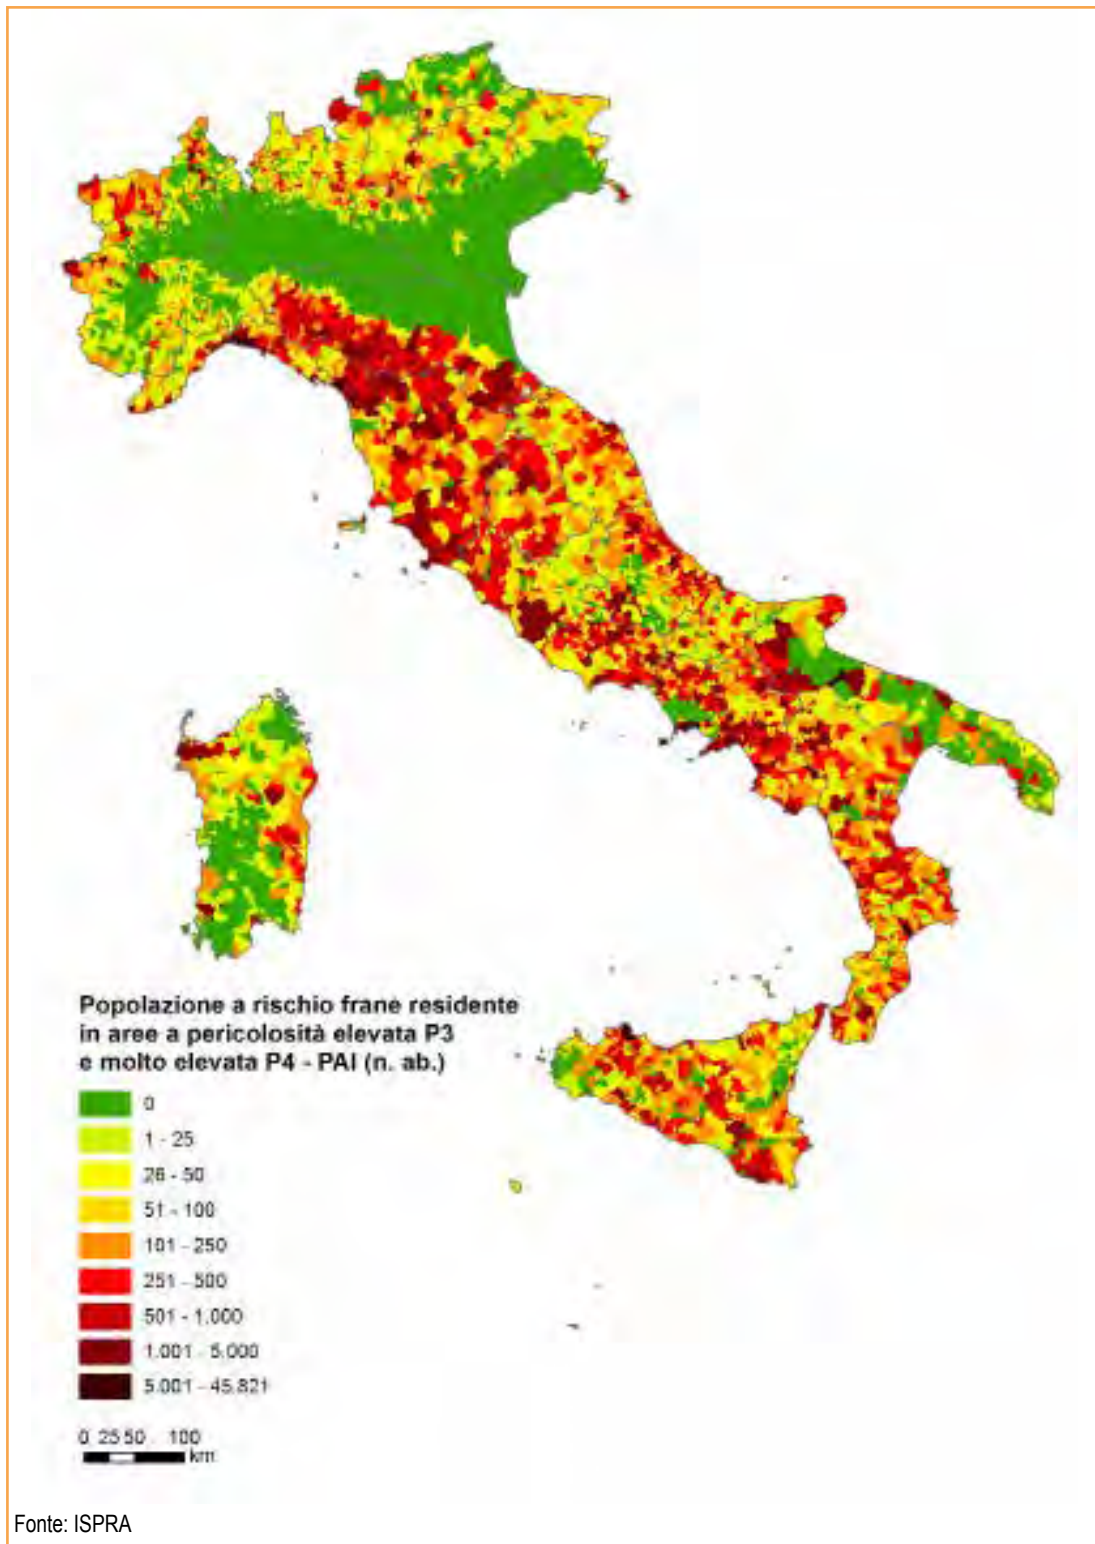 Popolazione a rischio frane residente
in aree a pericolosità elevata P3
e molto elevata P4 - PAI (n. ab.)
0
1 - 25
26 - 50
51 - 100
101 - 250
251 - 500
501 - 1.000
1.001 - 5.000
5.001 - 45.821
0 25 50 100
km
Fonte: ISPRA